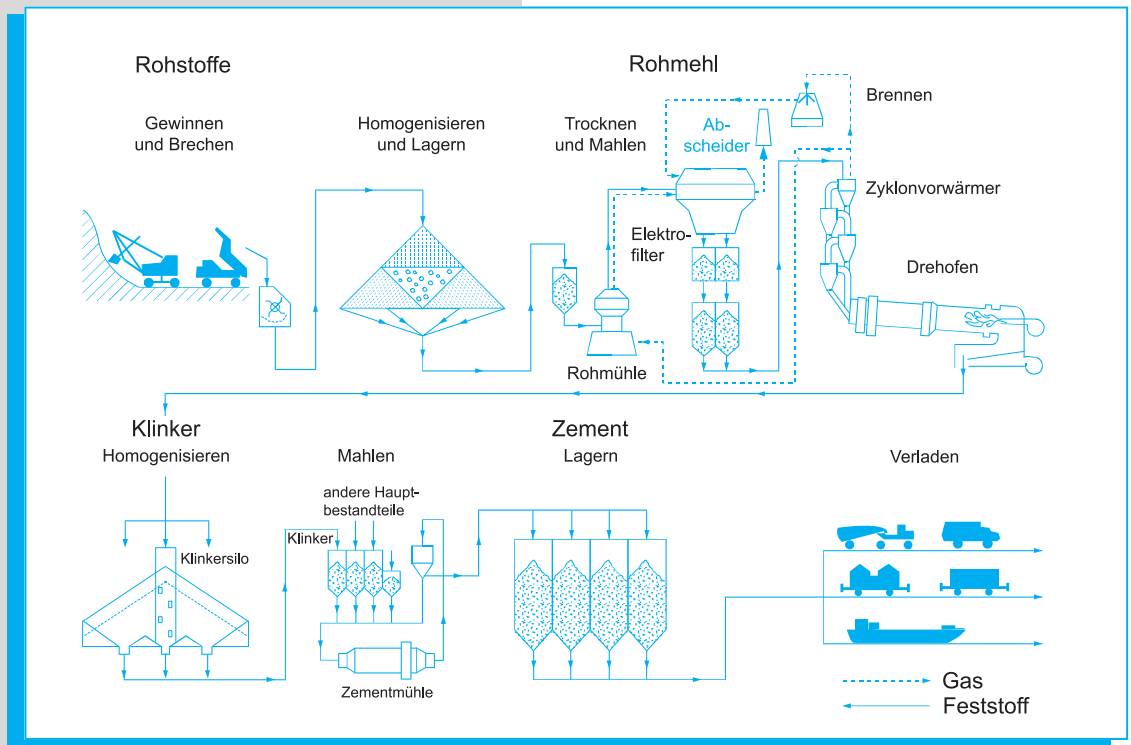 Rohstoffe
Rohmehl
Gewinnen
und Brechen
Homogenisieren
und Lagern
Trocknen
und Mahlen
Ab-
scheider
Brennen
Zyklonvorwärmer
Elektro-
filter
Drehofen
Rohmühle
Klinker
Homogenisieren
Mahlen
Zement
Lagern
Verladen
andere Haupt-
bestandteile
Klinker
Klinkersilo
Zementmühle
Gas
Feststoff